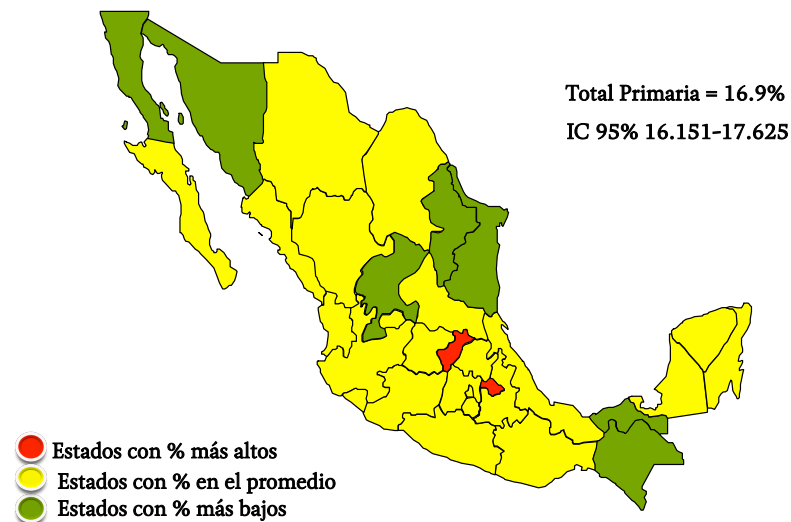 Total Primaria = 16.9%
IC 95% 16.151-17.625
Estados con % más altos
Estados con % en el promedio
Estados con % más bajos